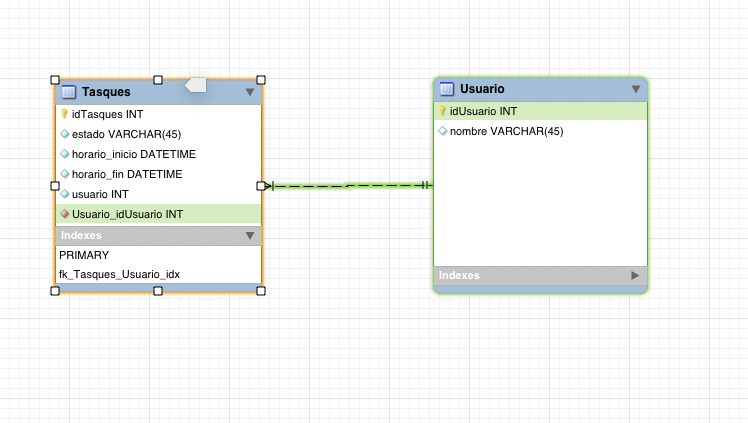 Tasques
idTasques INT
estado VARCHAR(45)
horario_inicio DATETIME
horario_fin DATETIME
usuario INT
Usuario_idUsuario INT
Indexes
PRIMARY
fk_Tasques_Usuario_idx
Usuario
idUsuario INT
nombre VARCHAR(45)
Indexes